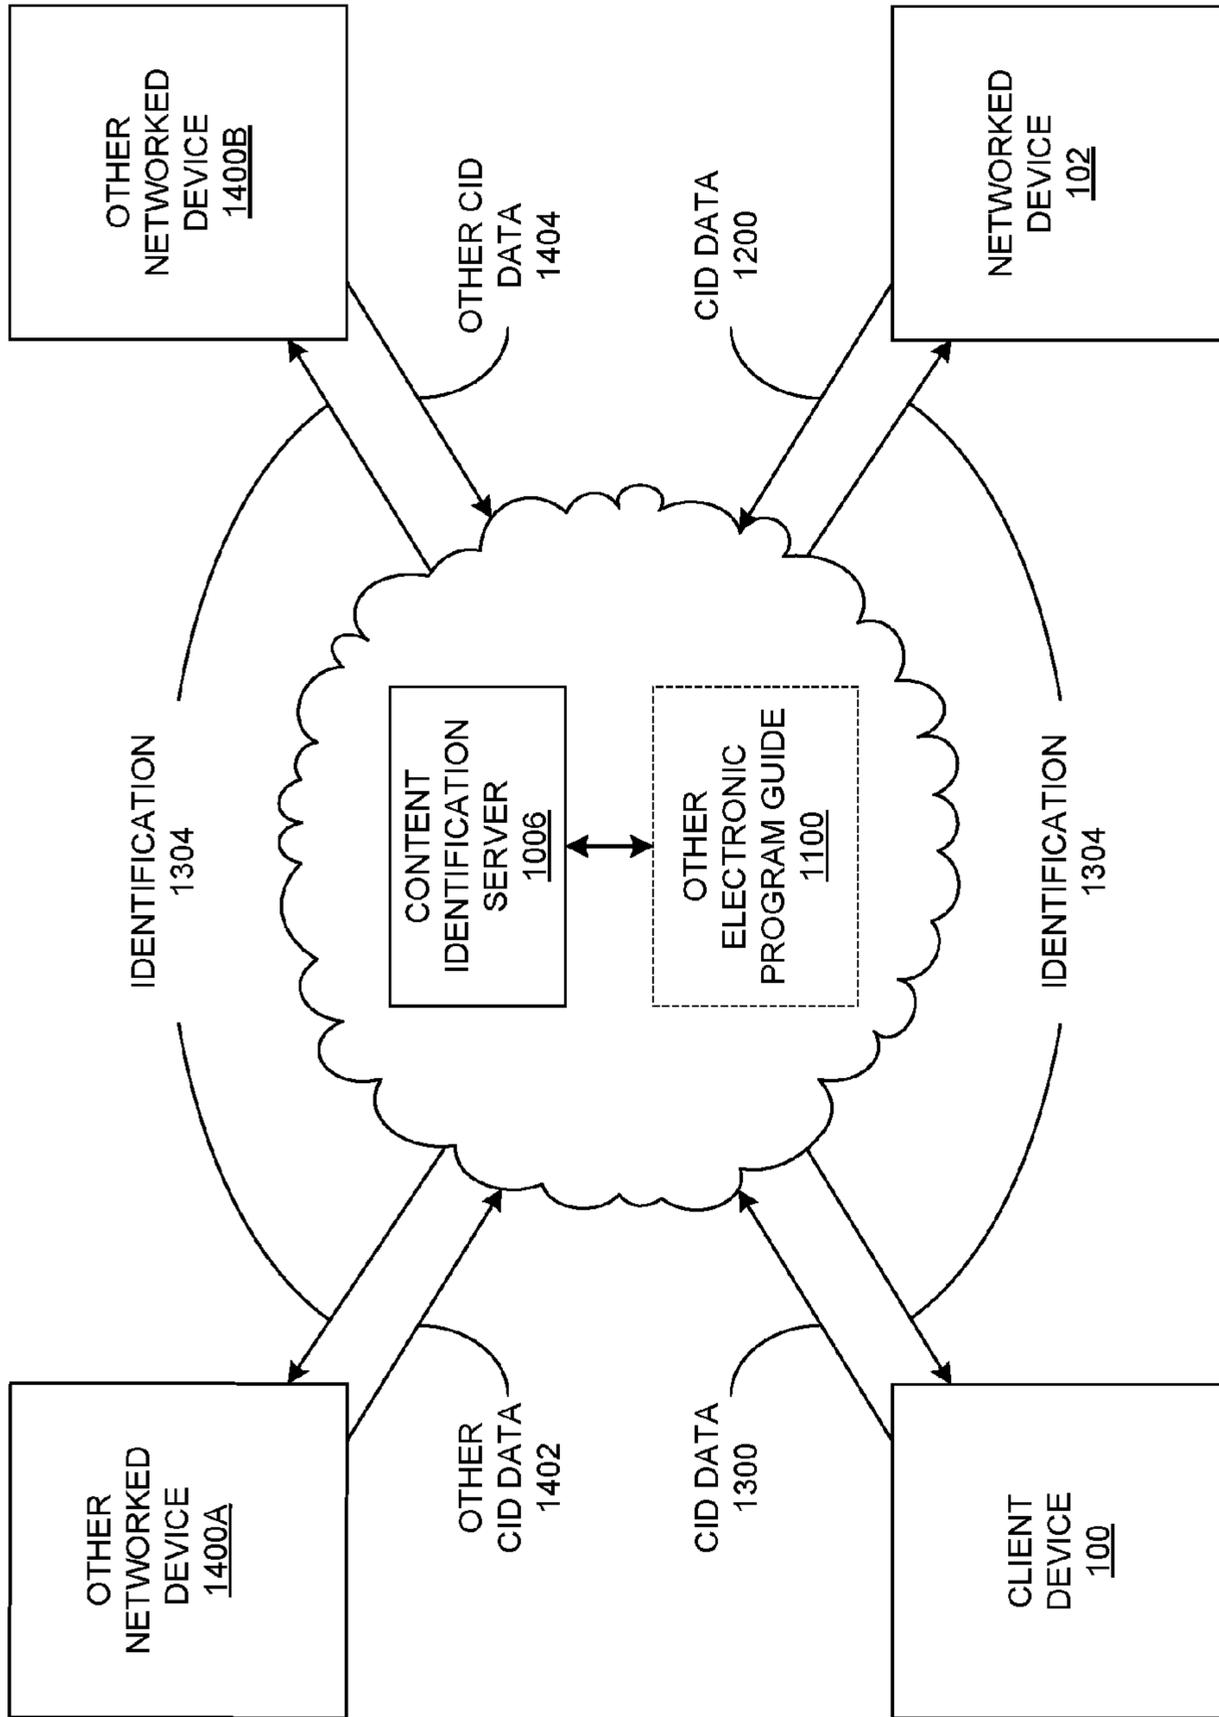 OTHER
NETWORKED
DEVICE
1400A
IDENTIFICATION
1304
OTHER
NETWORKED
DEVICE
1400B
OTHER
CID DATA
1402
CONTENT
IDENTIFICATION
SERVER
1006
OTHER CID
DATA
1404
OTHER
ELECTRONIC
PROGRAM GUIDE
1100
CID DATA
1300
CID DATA
1200
CLIENT
DEVICE
100
IDENTIFICATION
1304
NETWORKED
DEVICE
102